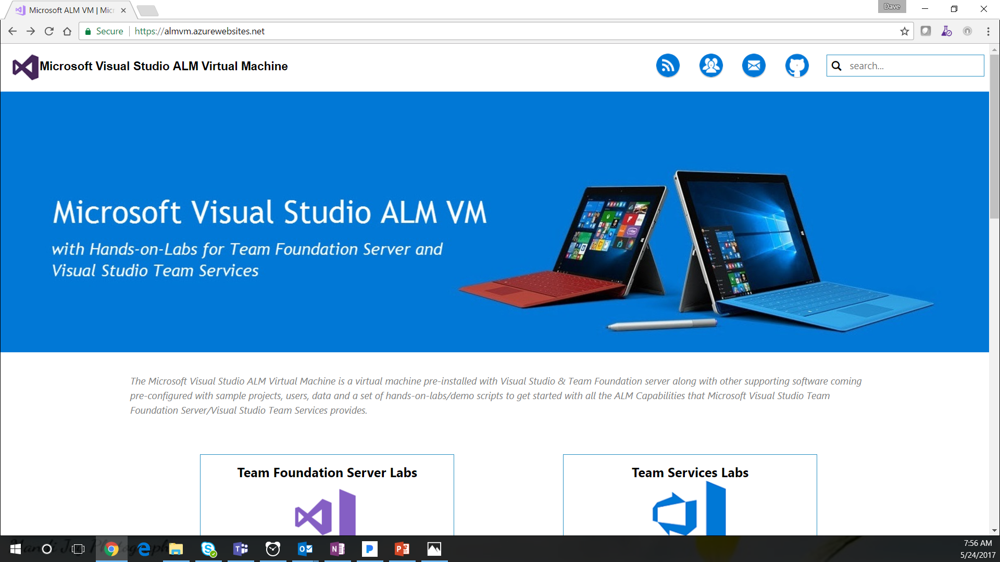 Microsoft ALM VM | Micr
Dave
Secure
https://almvm.azurewebsites.net
Microsoft Visual Studio ALM Virtual Machine
search...
Microsoft Visual Studio ALM VM
with Hands-on-Labs for Team Foundation Server and
Visual Studio Team Services
The Microsoft Visual Studio ALM Virtual Machine is a virtual machine pre-installed with Visual Studio & Team Foundation server along with other supporting software coming
pre-configured with sample projects, users, data and a set of hands-on-labs/demo scripts to get started with all the ALM Capabilities that Microsoft Visual Studio Team
Foundation Server/Visual Studio Team Services provides.
Team Foundation Server Labs
Team Services Labs
7:56 AM
5/24/2017